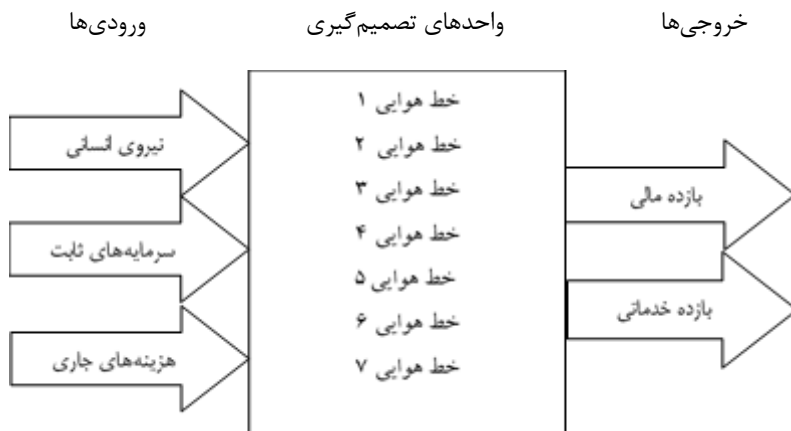 ورودی‌ها
واحدهای تصمیم‌گیری
خروجی‌ها
نیروی انسانی
سرمایه‌های ثابت
هزینه‌های جاری
خط هوایی ۱
خط هوایی ۲
خط هوایی ۳
خط هوایی ۴
خط هوایی ۵
خط هوایی ۶
خط هوایی ۷
بازده مالی
بازده خدماتی